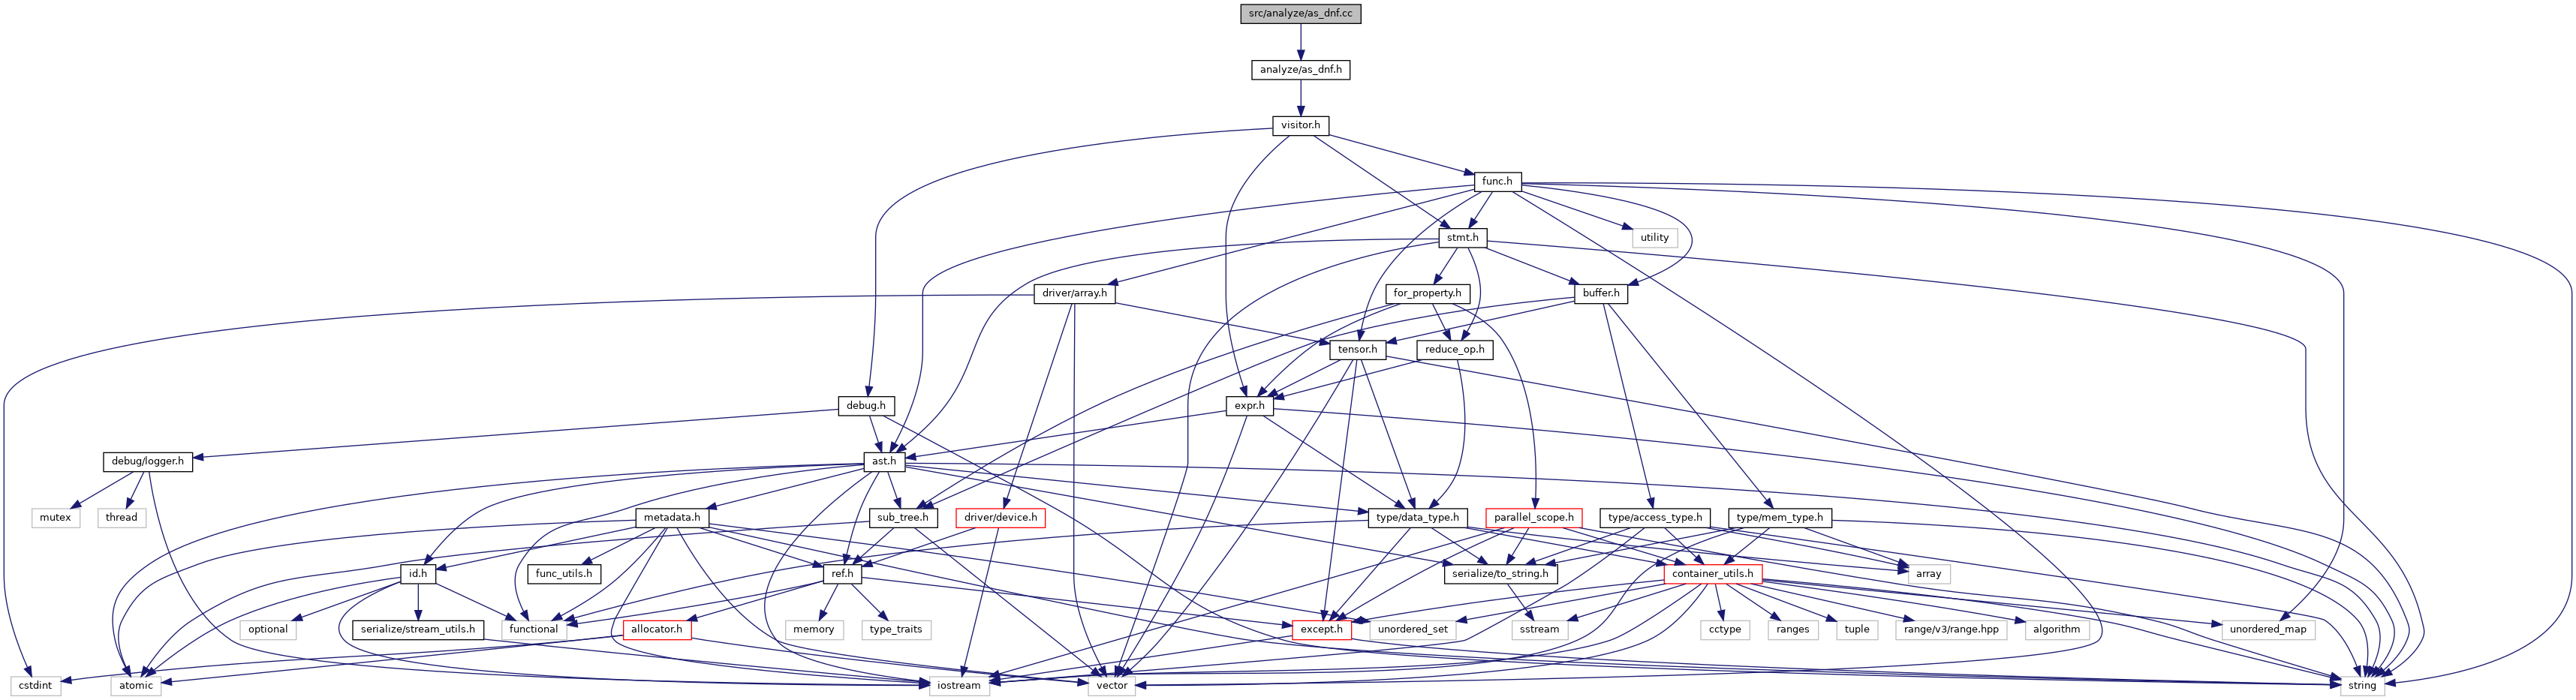 src/analyze/as_dnf.cc
analyze/as_dnf.h
visitor.h
func.h
stmt.h
utility
driver/array.h
for_property.h
buffer.h
tensor.h
reduce_op.h
debug.h
expr.h
debug/logger.h
ast.h
mutex
thread
metadata.h
sub_tree.h
driver/device.h
type/data_type.h
parallel_scope.h
type/access_type.h
type/mem_type.h
id.h
func_utils.h
ref.h
serialize/to_string.h
container_utils.h
array
optional
serialize/stream_utils.h
functional
allocator.h
memory
type_traits
except.h
unordered_set
sstream
cctype
ranges
tuple
range/v3/range.hpp
algorithm
unordered_map
cstdint
atomic
iostream
vector
string